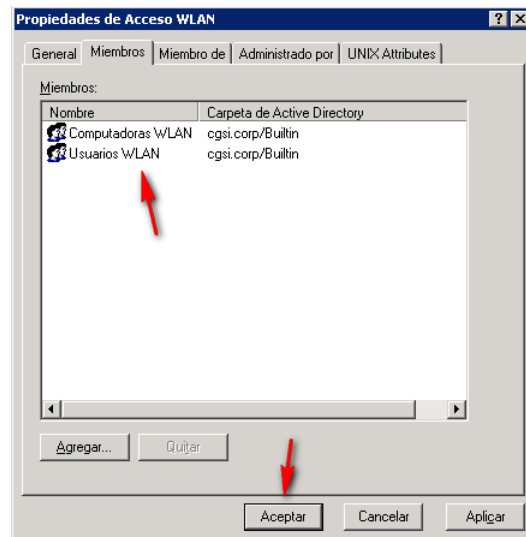 Propiedades de Acceso WLAN
General Miembros Miembro de Administrado por UNIX Attributes
Miembros:
Nombre Carpeta de Active Directory
Computadoras WLAN cgsi.corp/Builtin
Usuarios WLAN cgsi.corp/Builtin
Agregar... Quitar
Aceptar Cancelar Aplicar